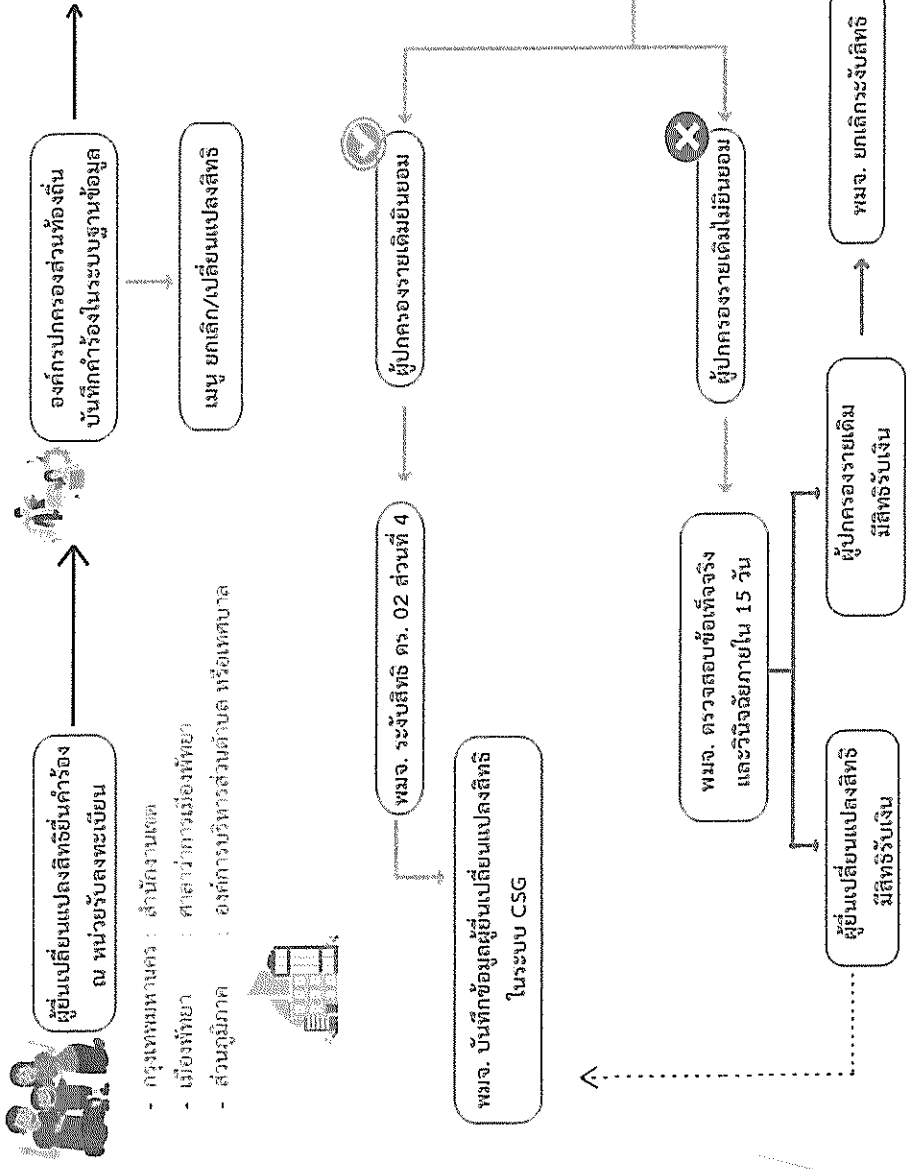 ผู้ยื่นเปลี่ยนแปลงสิทธิยื่นคำร้อง
ณ หน่วยรับลงทะเบียน
- กรุงเทพมหานคร : สำนักงานเขต
- เมืองพัทยา : ศาลาว่าการเมืองพัทยา
- ส่วนภูมิภาค : องค์การบริหารส่วนตำบล หรือเทศบาล
องค์กรปกครองส่วนท้องถิ่น
บันทึกคำร้องในระบบฐานข้อมูล
เมนู ยกเลิก/เปลี่ยนแปลงสิทธิ
ผู้ปกครองรายเดิมยินยอม
พมจ. ระงับสิทธิ ดร. 02 ส่วนที่ 4
พมจ. บันทึกข้อมูลผู้ยื่นเปลี่ยนแปลงสิทธิ
ในระบบ CSG
ผู้ปกครองรายเดิมไม่ยินยอม
พมจ. ตรวจสอบข้อเท็จจริง
และวินิจฉัยภายใน 15 วัน
ผู้ยื่นเปลี่ยนแปลงสิทธิ
มีสิทธิรับเงิน
ผู้ปกครองรายเดิม
มีสิทธิรับเงิน
พมจ. ยกเลิกระงับสิทธิ